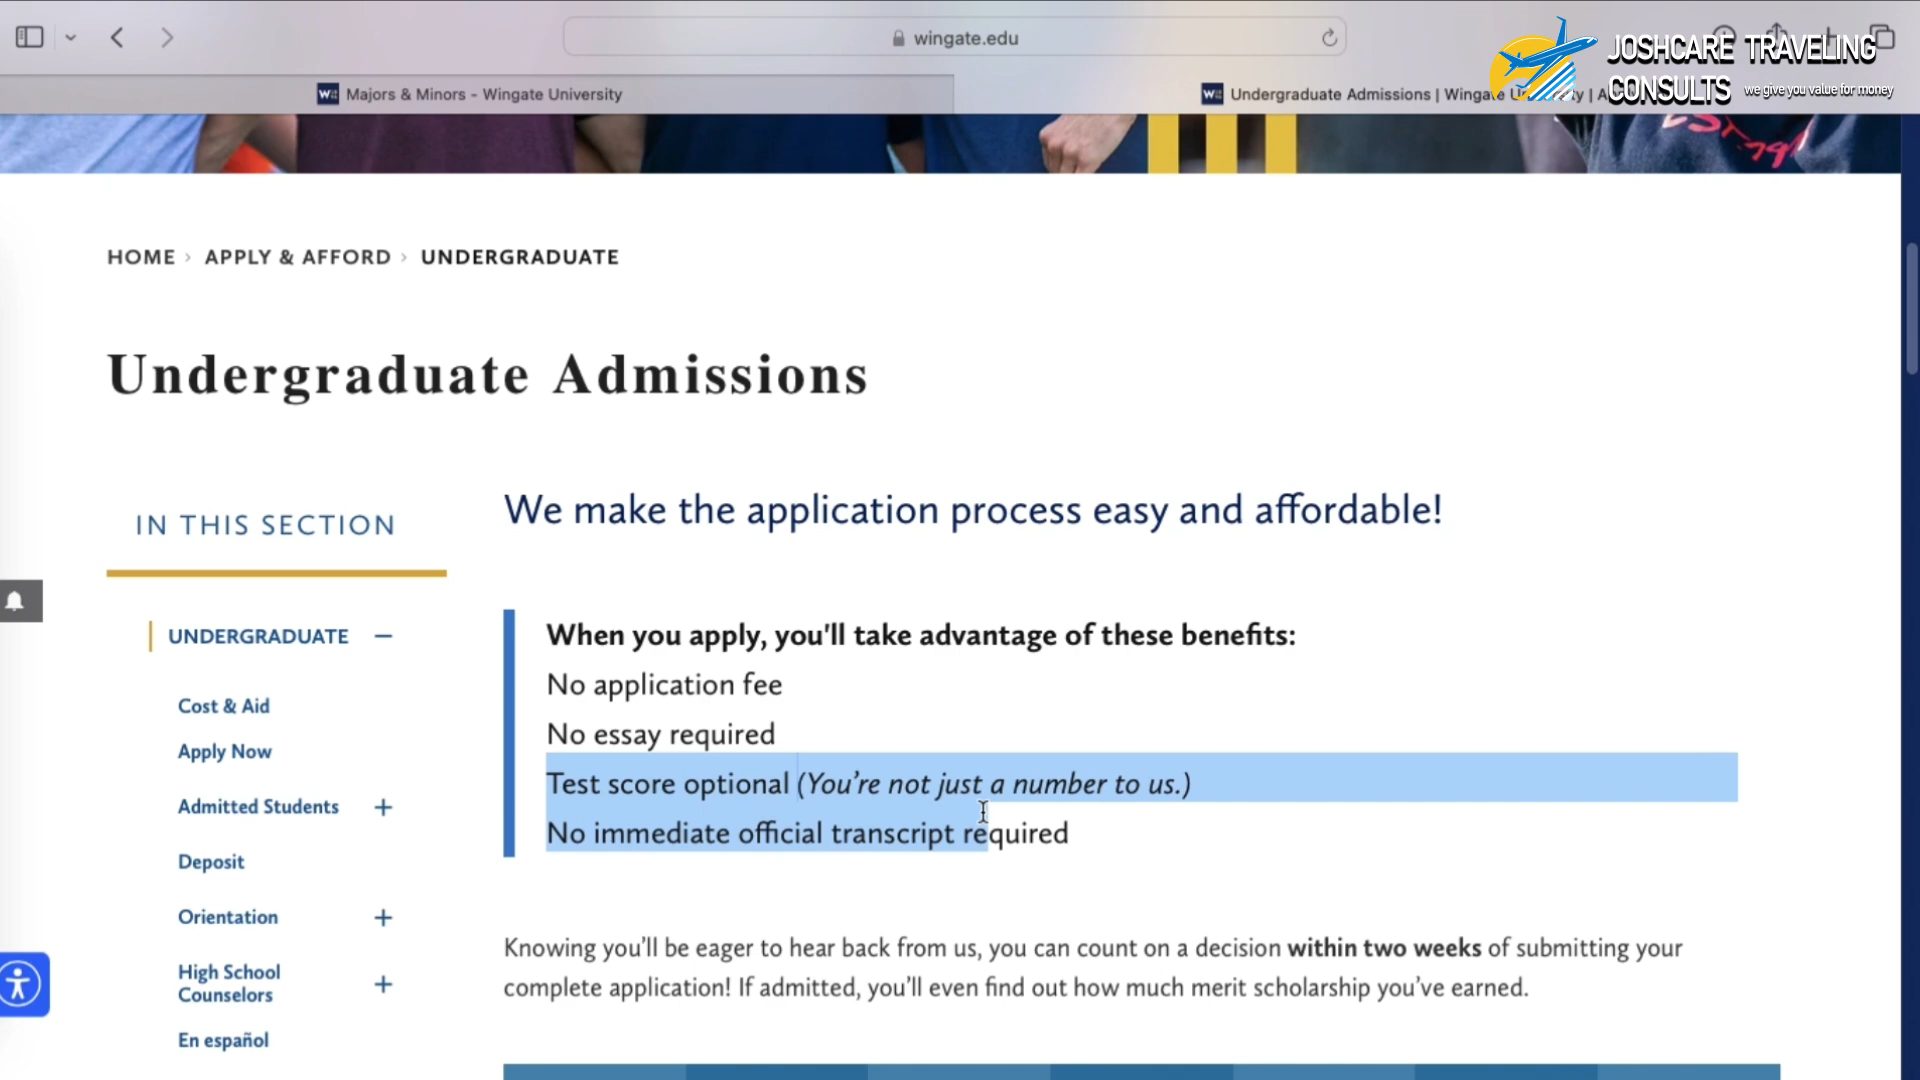 wingate.edu
JOSHCARE TRAVELING
CONSULTS we give you value for money
Majors & Minors - Wingate University
Undergraduate Admissions | Wingate
HOME › APPLY & AFFORD › UNDERGRADUATE
Undergraduate Admissions
IN THIS SECTION
UNDERGRADUATE
Cost & Aid
Apply Now
Admitted Students
Deposit
Orientation
High School
Counselors
En español
We make the application process easy and affordable!
When you apply, you'll take advantage of these benefits:
No application fee
No essay required
Test score optional (You're not just a number to us.)
No immediate official transcript required
Knowing you'll be eager to hear back from us, you can count on a decision within two weeks of submitting your
complete application! If admitted, you'll even find out how much merit scholarship you've earned.